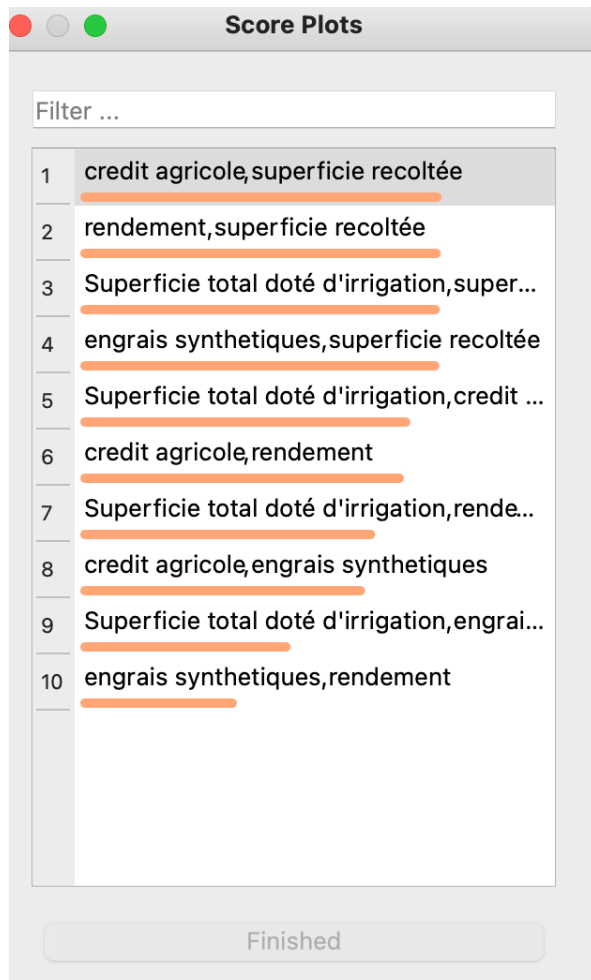 Score Plots
Filter ...
1 credit agricole,superficie recoltée
2 rendement,superficie recoltée
3 Superficie total doté d'irrigation,super...
4 engrais synthetiques,superficie recoltée
5 Superficie total doté d'irrigation,credit ...
6 credit agricole,rendement
7 Superficie total doté d'irrigation,rende...
8 credit agricole,engrais synthetiques
9 Superficie total doté d'irrigation,engrai...
10 engrais synthetiques,rendement
Finished